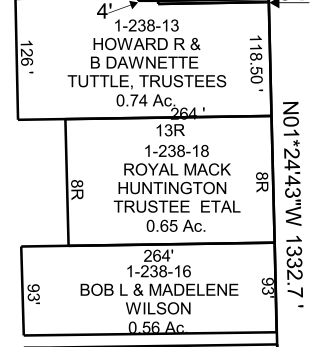 4'
1-238-13
HOWARD R &
B DAWNETTE
TUTTLE, TRUSTEES
0.74 Ac.
126 '
118.50 '
264 '
13R
1-238-18
ROYAL MACK
HUNTINGTON
TRUSTEE ETAL
0.65 Ac.
8R
8R
N01*24'43"W 1332.7 '
264'
1-238-16
BOB L & MADELENE
WILSON
0.56 Ac.
93'
93'